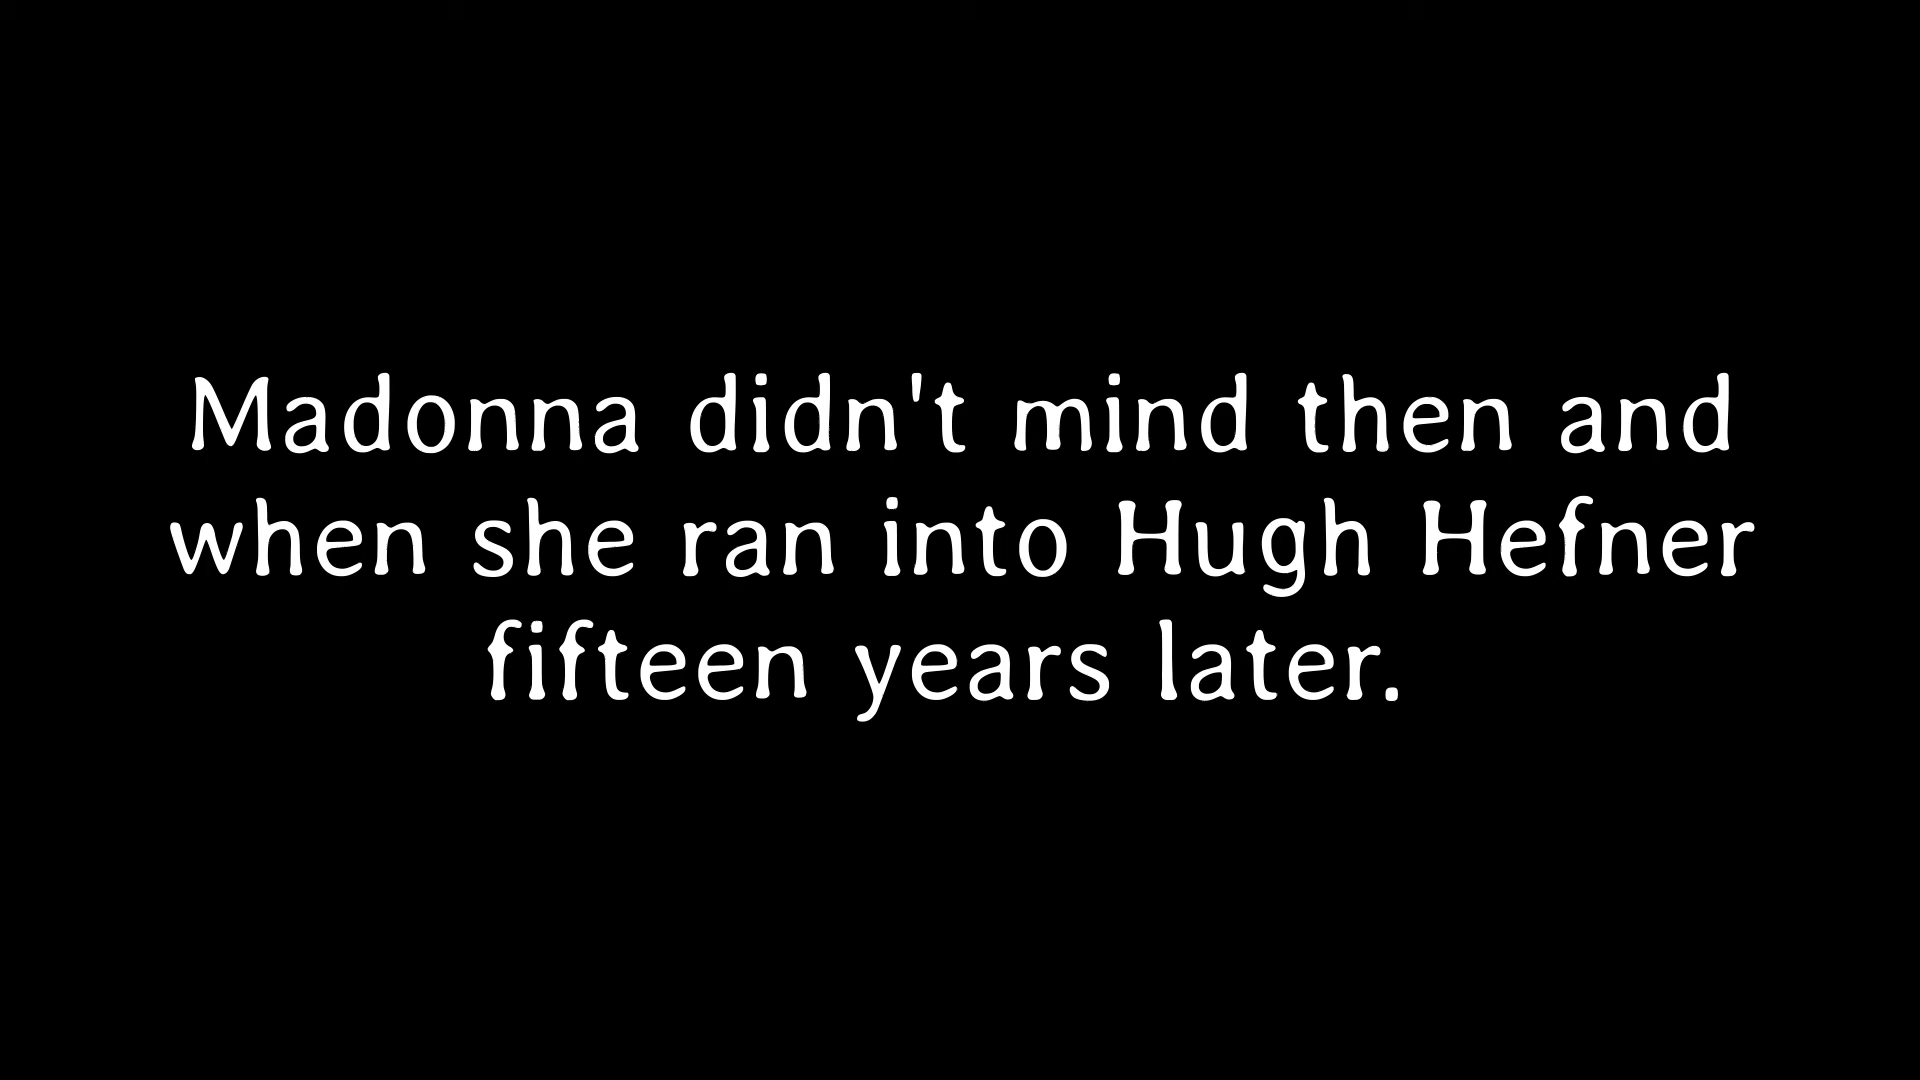 Madonna didn't mind then and
when she ran into Hugh Hefner
fifteen years later.